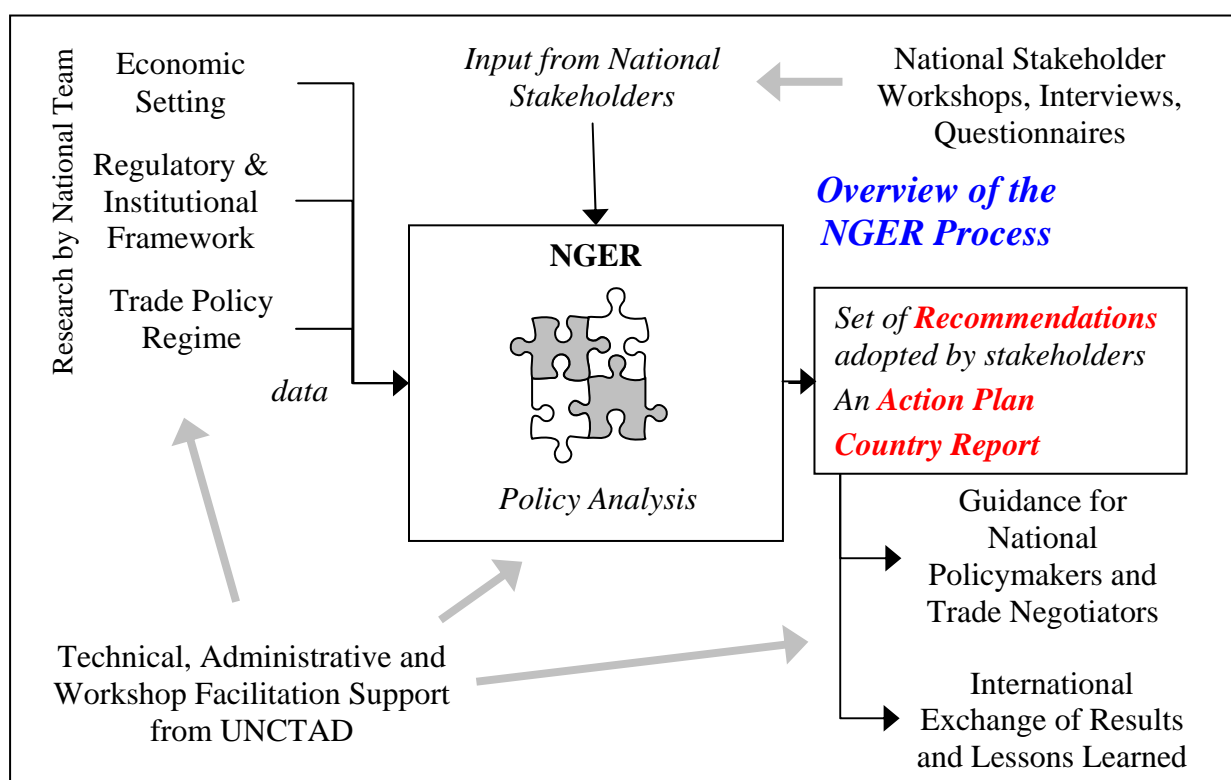 Research by National Team
Economic
Setting
Regulatory &
Institutional
Framework
Trade Policy
Regime
data
Input from National
Stakeholders
National Stakeholder
Workshops, Interviews,
Questionnaires
Overview of the
NGER Process
NGER
Policy Analysis
Set of Recommendations
adopted by stakeholders
An Action Plan
Country Report
Guidance for
National
Policymakers and
Trade Negotiators
International
Exchange of Results
and Lessons Learned
Technical, Administrative and
Workshop Facilitation Support
from UNCTAD